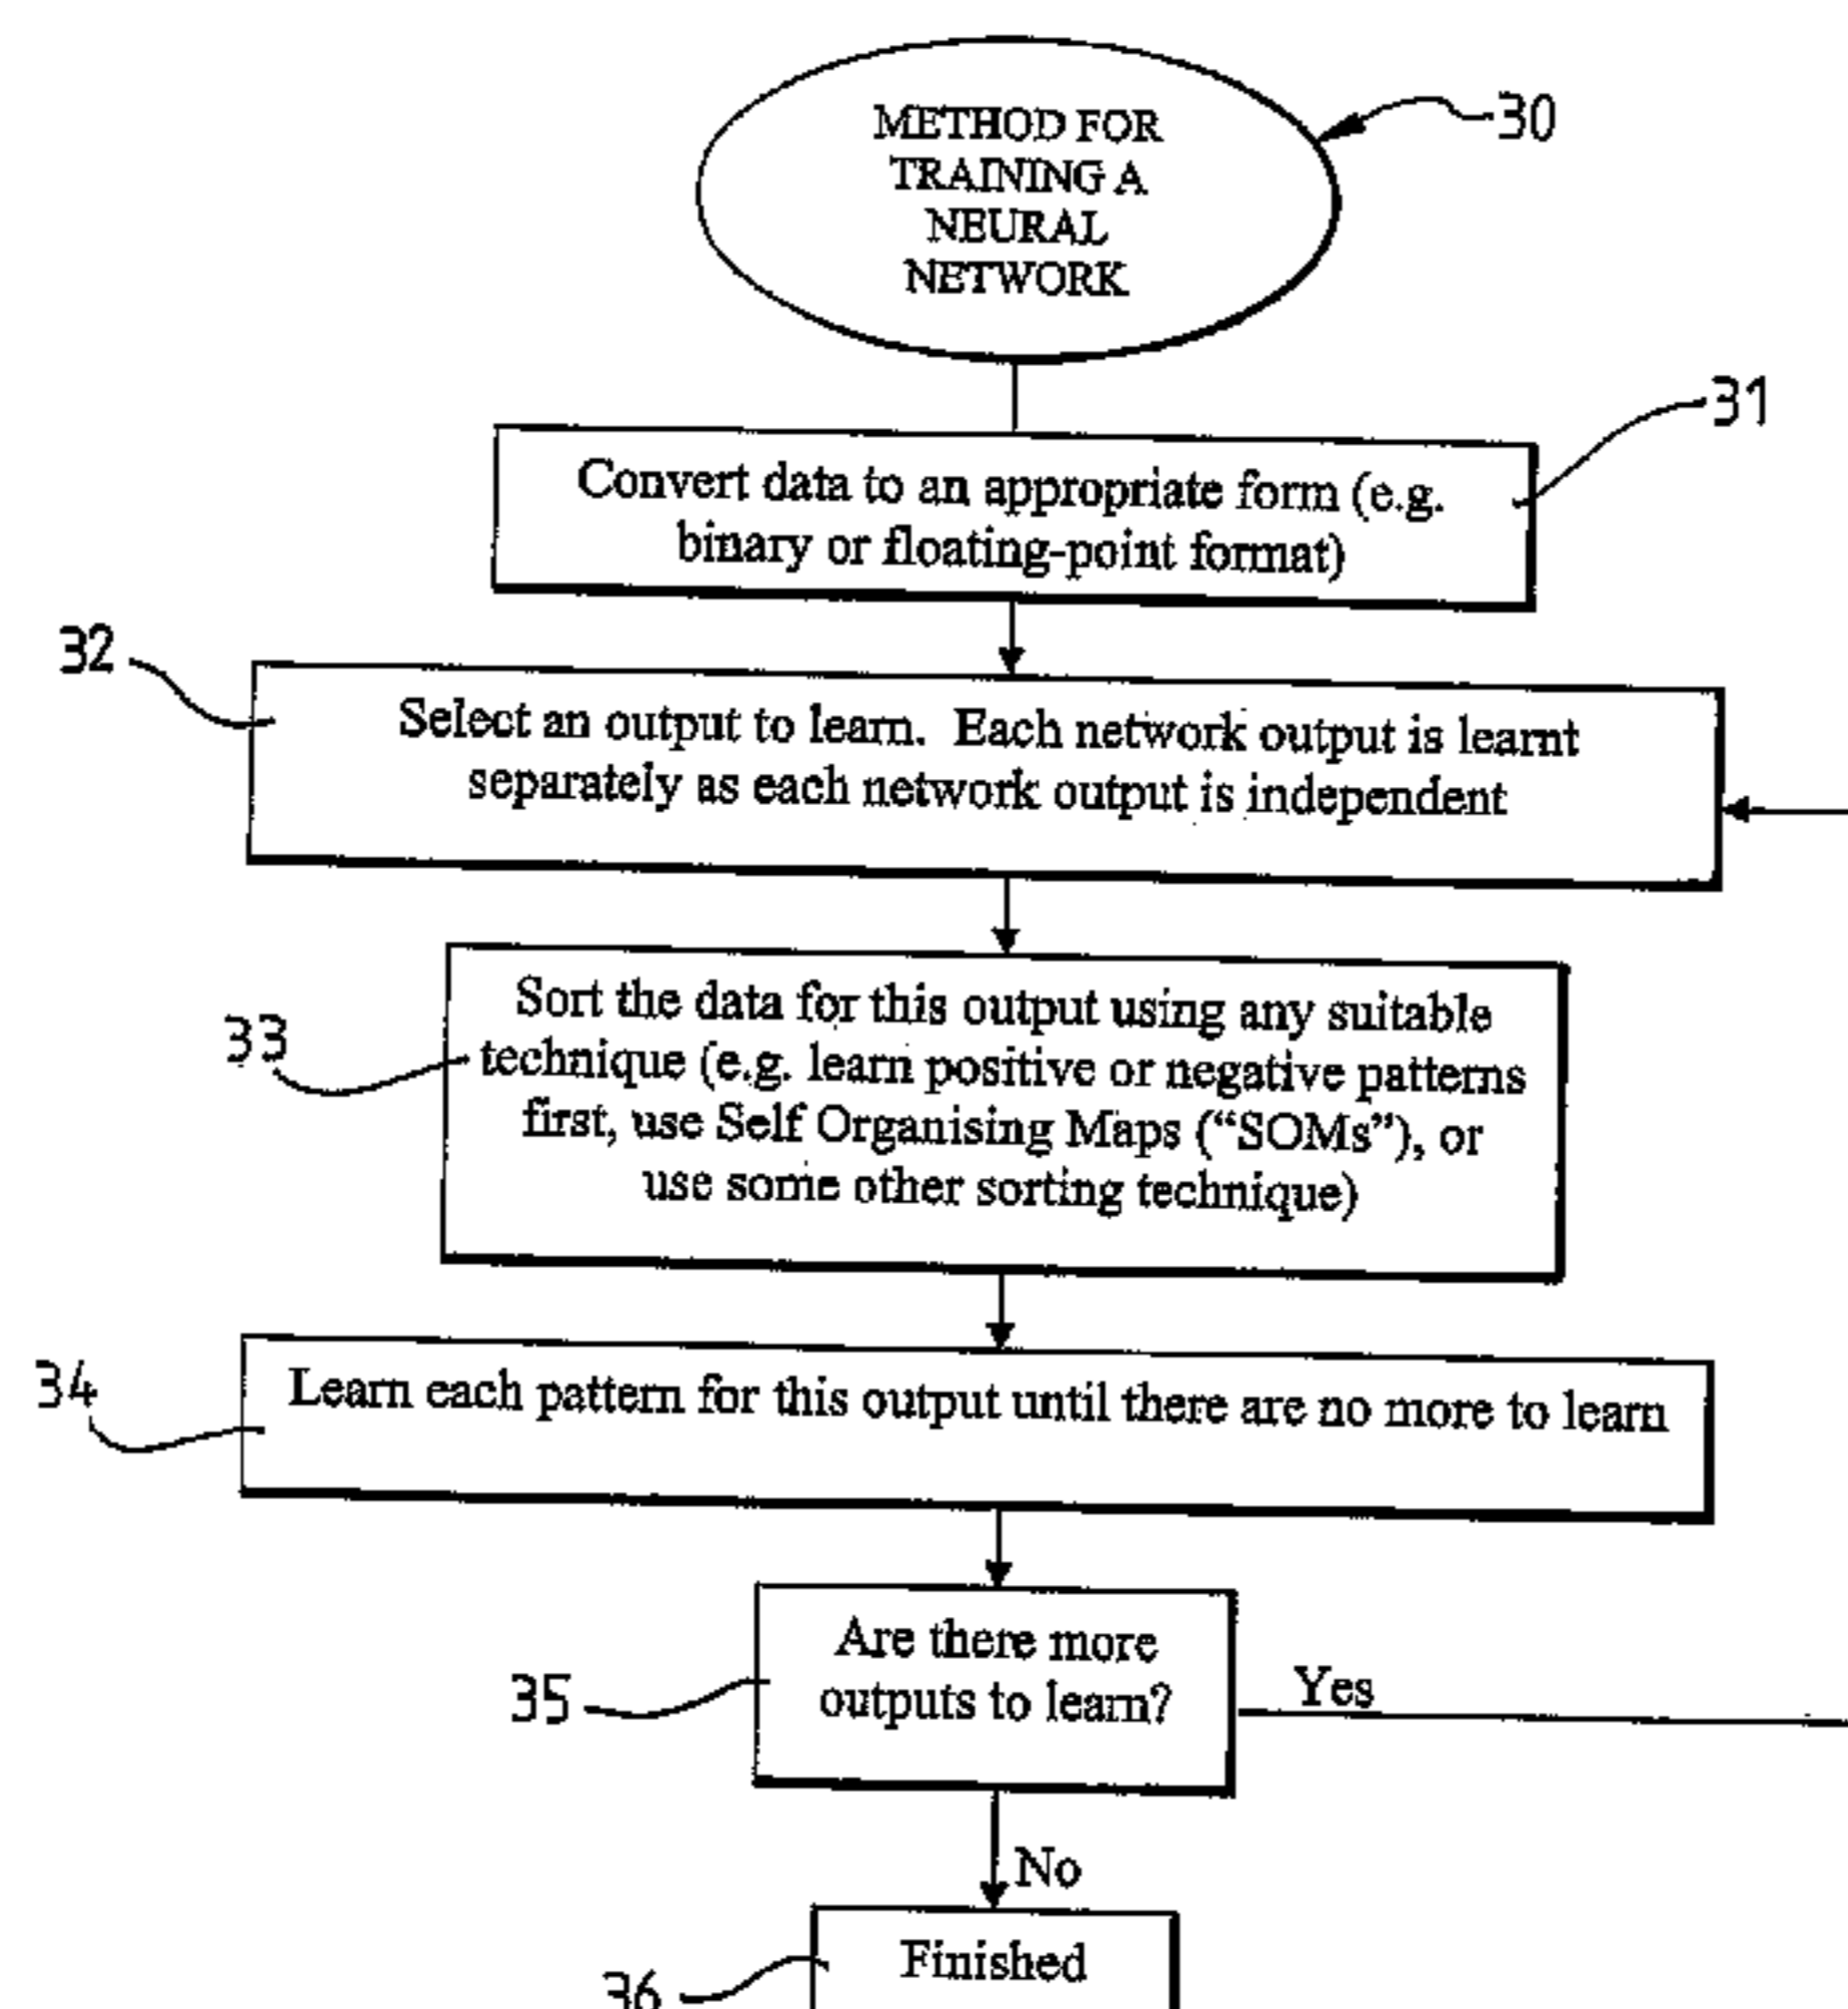 METHOD FOR
TRAINING A
NEURAL
NETWORK
30
31
Convert data to an appropriate form (e.g.
binary or floating-point format)
32
Select an output to learn. Each network output is learnt
separately as each network output is independent
33
Sort the data for this output using any suitable
technique (e.g. learn positive or negative patterns
first, use Self Organising Maps (“SOMs”), or
use some other sorting technique)
34
Learn each pattern for this output until there are no more to learn
35
Are there more
outputs to learn?
Yes
No
36
Finished